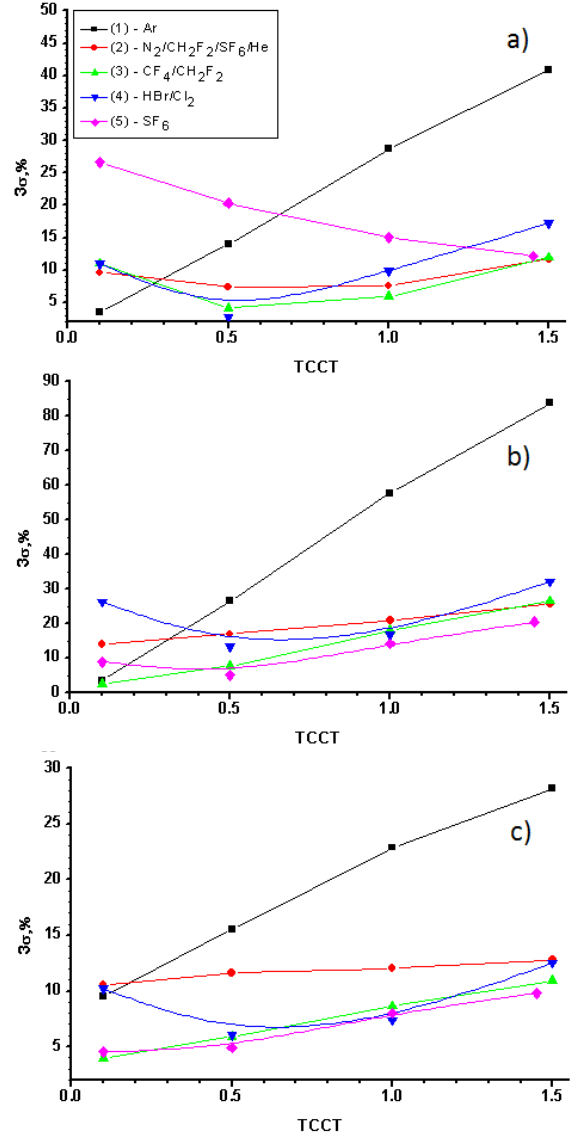 50
45
40
35
30
25
20
15
10
5
3σ,%
(1) - Ar
(2) - N2/CH2F2/SF6/He
(3) - CF4/CH2F2
(4) - HBr/Cl2
(5) - SF6
a)
0.0 0.5 1.0 1.5
TCCT
90
80
70
60
50
40
30
20
10
0
3σ,%
b)
0.0 0.5 1.0 1.5
TCCT
30
25
20
15
10
5
3σ,%
c)
0.0 0.5 1.0 1.5
TCCT